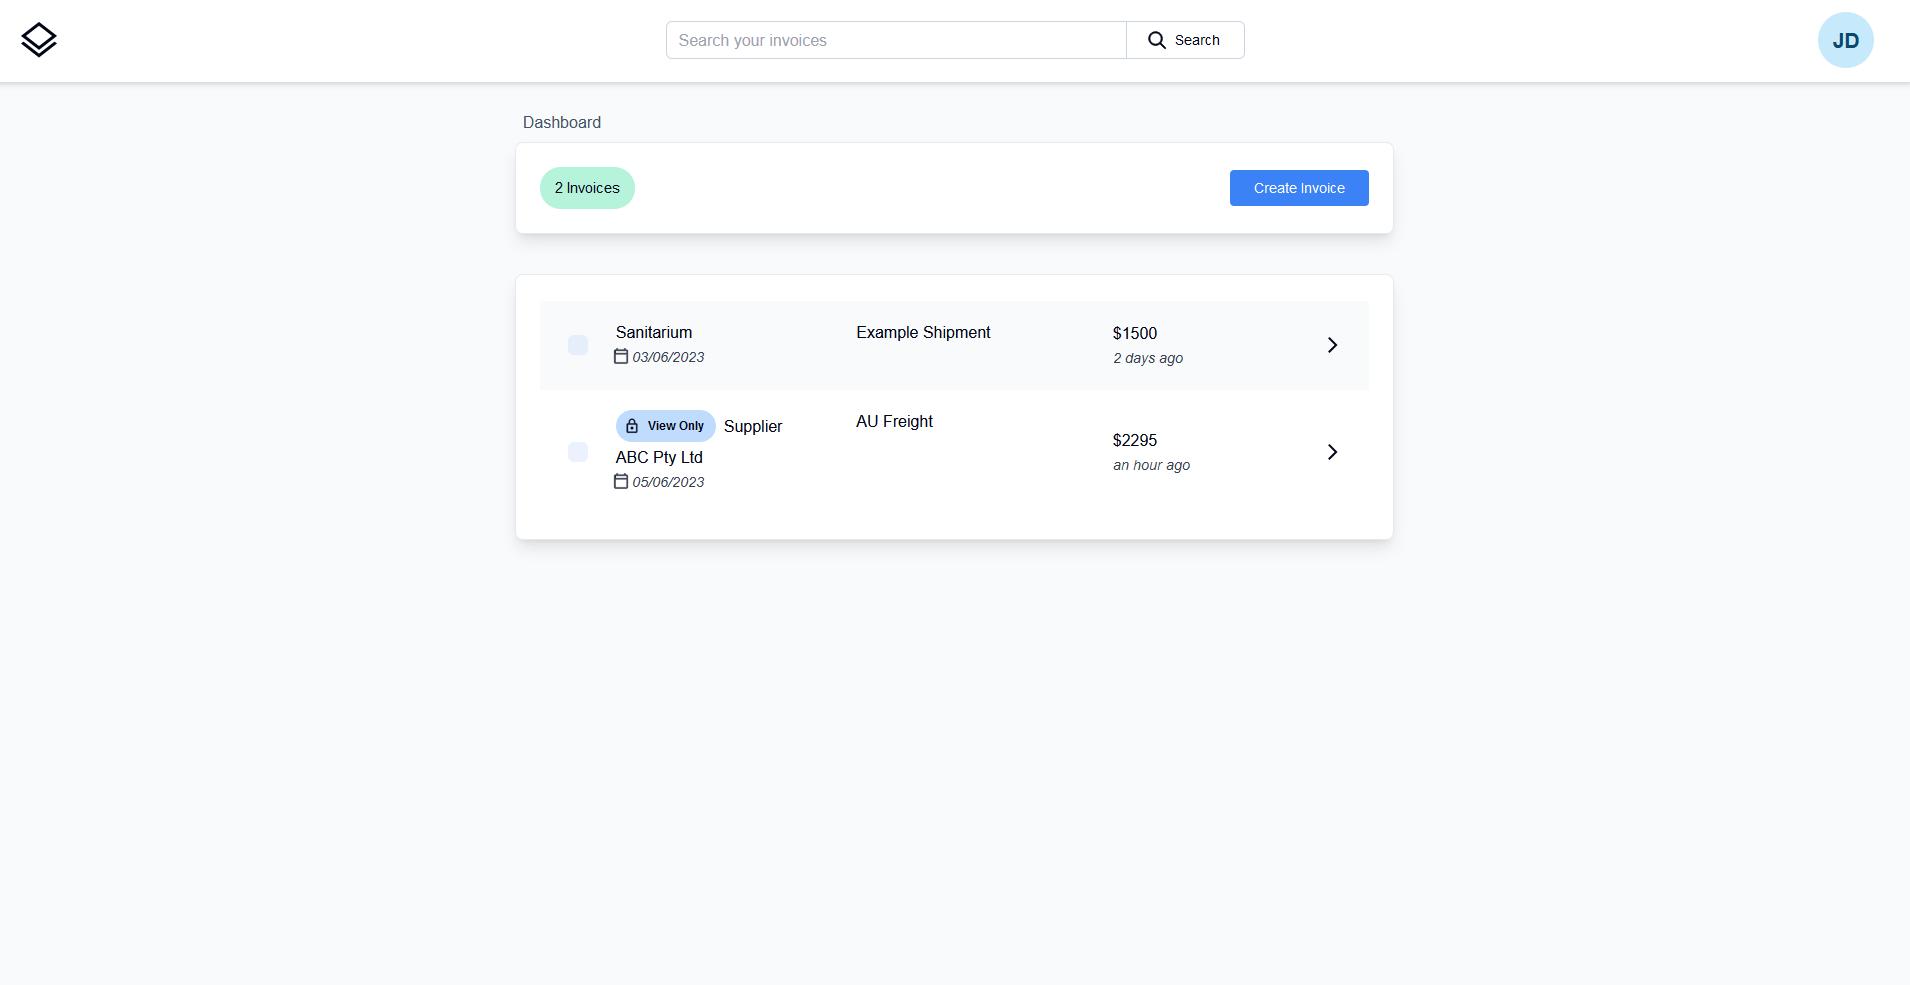 Search your invoices
Search
JD
Dashboard
2 Invoices
Create Invoice
Sanitarium
03/06/2023
Example Shipment
$1500
2 days ago
View Only Supplier
ABC Pty Ltd
05/06/2023
AU Freight
$2295
an hour ago